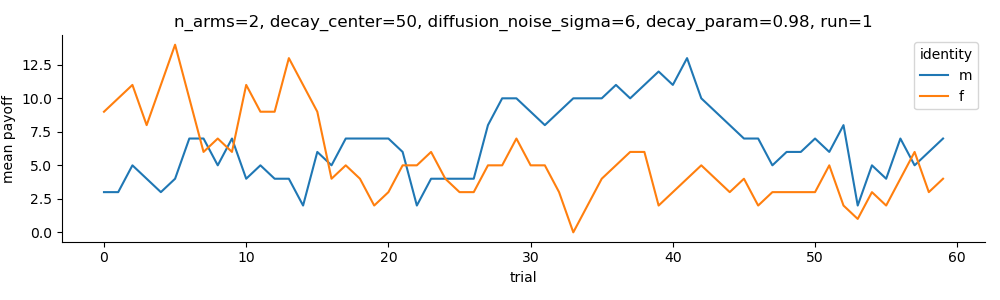 n_arms=2, decay_center=50, diffusion_noise_sigma=6, decay_param=0.98, run=1
identity
m
f
mean payoff
12.5
10.0
7.5
5.0
2.5
0.0
0 10 20 30 40 50 60
trial